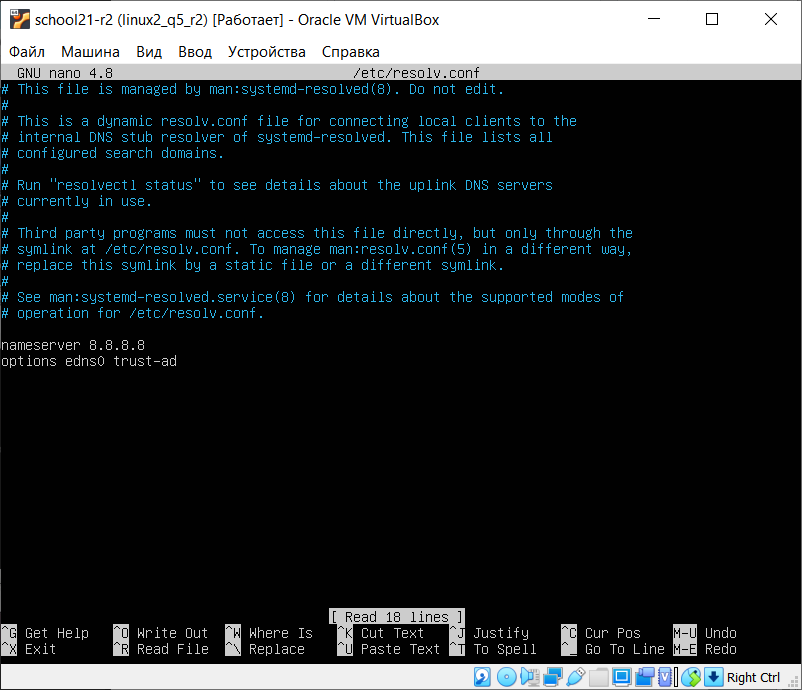 school21-r2 (linux2_q5_r2) [Работает] - Oracle VM VirtualBox
Файл Машина Вид Ввод Устройства Справка
GNU nano 4.8 /etc/resolv.conf
# This file is managed by man:systemd-resolved(8). Do not edit.
#
# This is a dynamic resolv.conf file for connecting local clients to the
# internal DNS stub resolver of systemd-resolved. This file lists all
# configured search domains.
#
# Run "resolvectl status" to see details about the uplink DNS servers
# currently in use.
#
# Third party programs must not access this file directly, but only through the
# symlink at /etc/resolv.conf. To manage man:resolv.conf(5) in a different way,
# replace this symlink by a static file or a different symlink.
#
# See man:systemd-resolved.service(8) for details about the supported modes of
# operation for /etc/resolv.conf.
nameserver 8.8.8.8
options edns0 trust-ad
[ Read 18 lines ]
^G Get Help ^O Write Out ^W Where Is ^K Cut Text ^J Justify ^C Cur Pos M-U Undo
^X Exit ^R Read File ^\ Replace ^U Paste Text ^T To Spell ^_ Go To Line M-E Redo
Right Ctrl